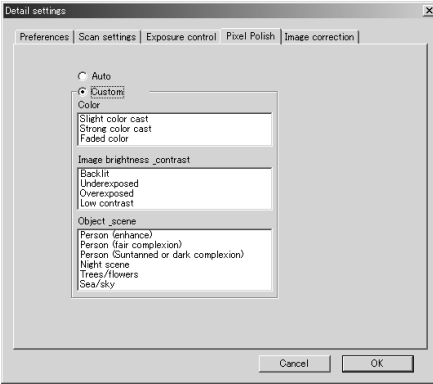 Detail settings
Preferences Scan settings Exposure control Pixel Polish Image correction
Auto
Custom
Color
Slight color cast
Strong color cast
Faded color
Image brightness _contrast
Backlit
Underexposed
Overexposed
Low contrast
Object _scene
Person (enhance)
Person (fair complexion)
Person (Suntanned or dark complexion)
Night scene
Trees/flowers
Sea/sky
Cancel OK